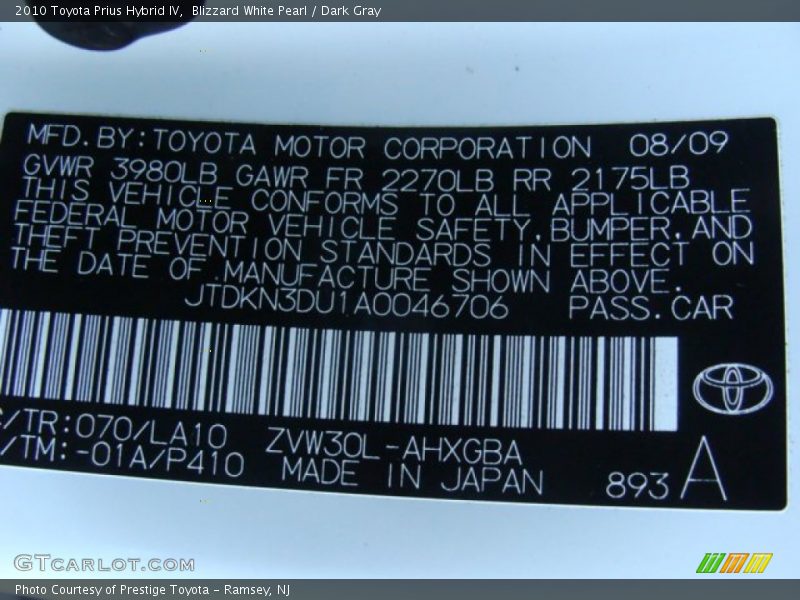 2010 Toyota Prius Hybrid IV,  Blizzard White Pearl / Dark Gray
MFD. BY: TOYOTA MOTOR CORPORATION 08/09
GVWR 3980LB GAWR FR 2270LB RR 2175LB
THIS VEHICLE CONFORMS TO ALL APPLICABLE
FEDERAL MOTOR VEHICLE SAFETY, BUMPER, AND
THEFT PREVENTION STANDARDS IN EFFECT ON
THE DATE OF MANUFACTURE SHOWN ABOVE.
JTDKN3DU1A0046706 PASS. CAR
/TR: 070/LA10 ZVW30L-AHXGBA
/TM: -01A/P410 MADE IN JAPAN 893 A
GTCARLOT.COM
Photo Courtesy of Prestige Toyota - Ramsey, NJ